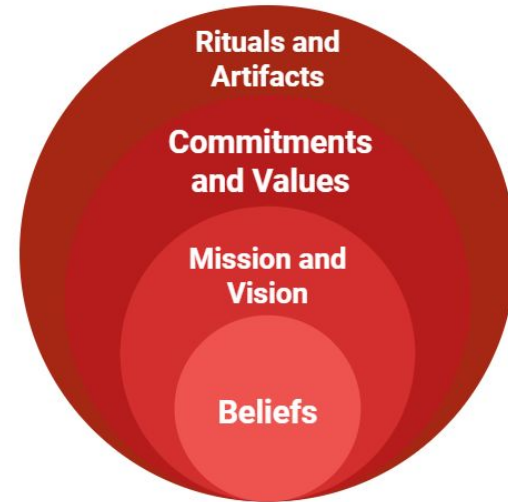 Rituals and
Artifacts
Commitments
and Values
Mission and
Vision
Beliefs